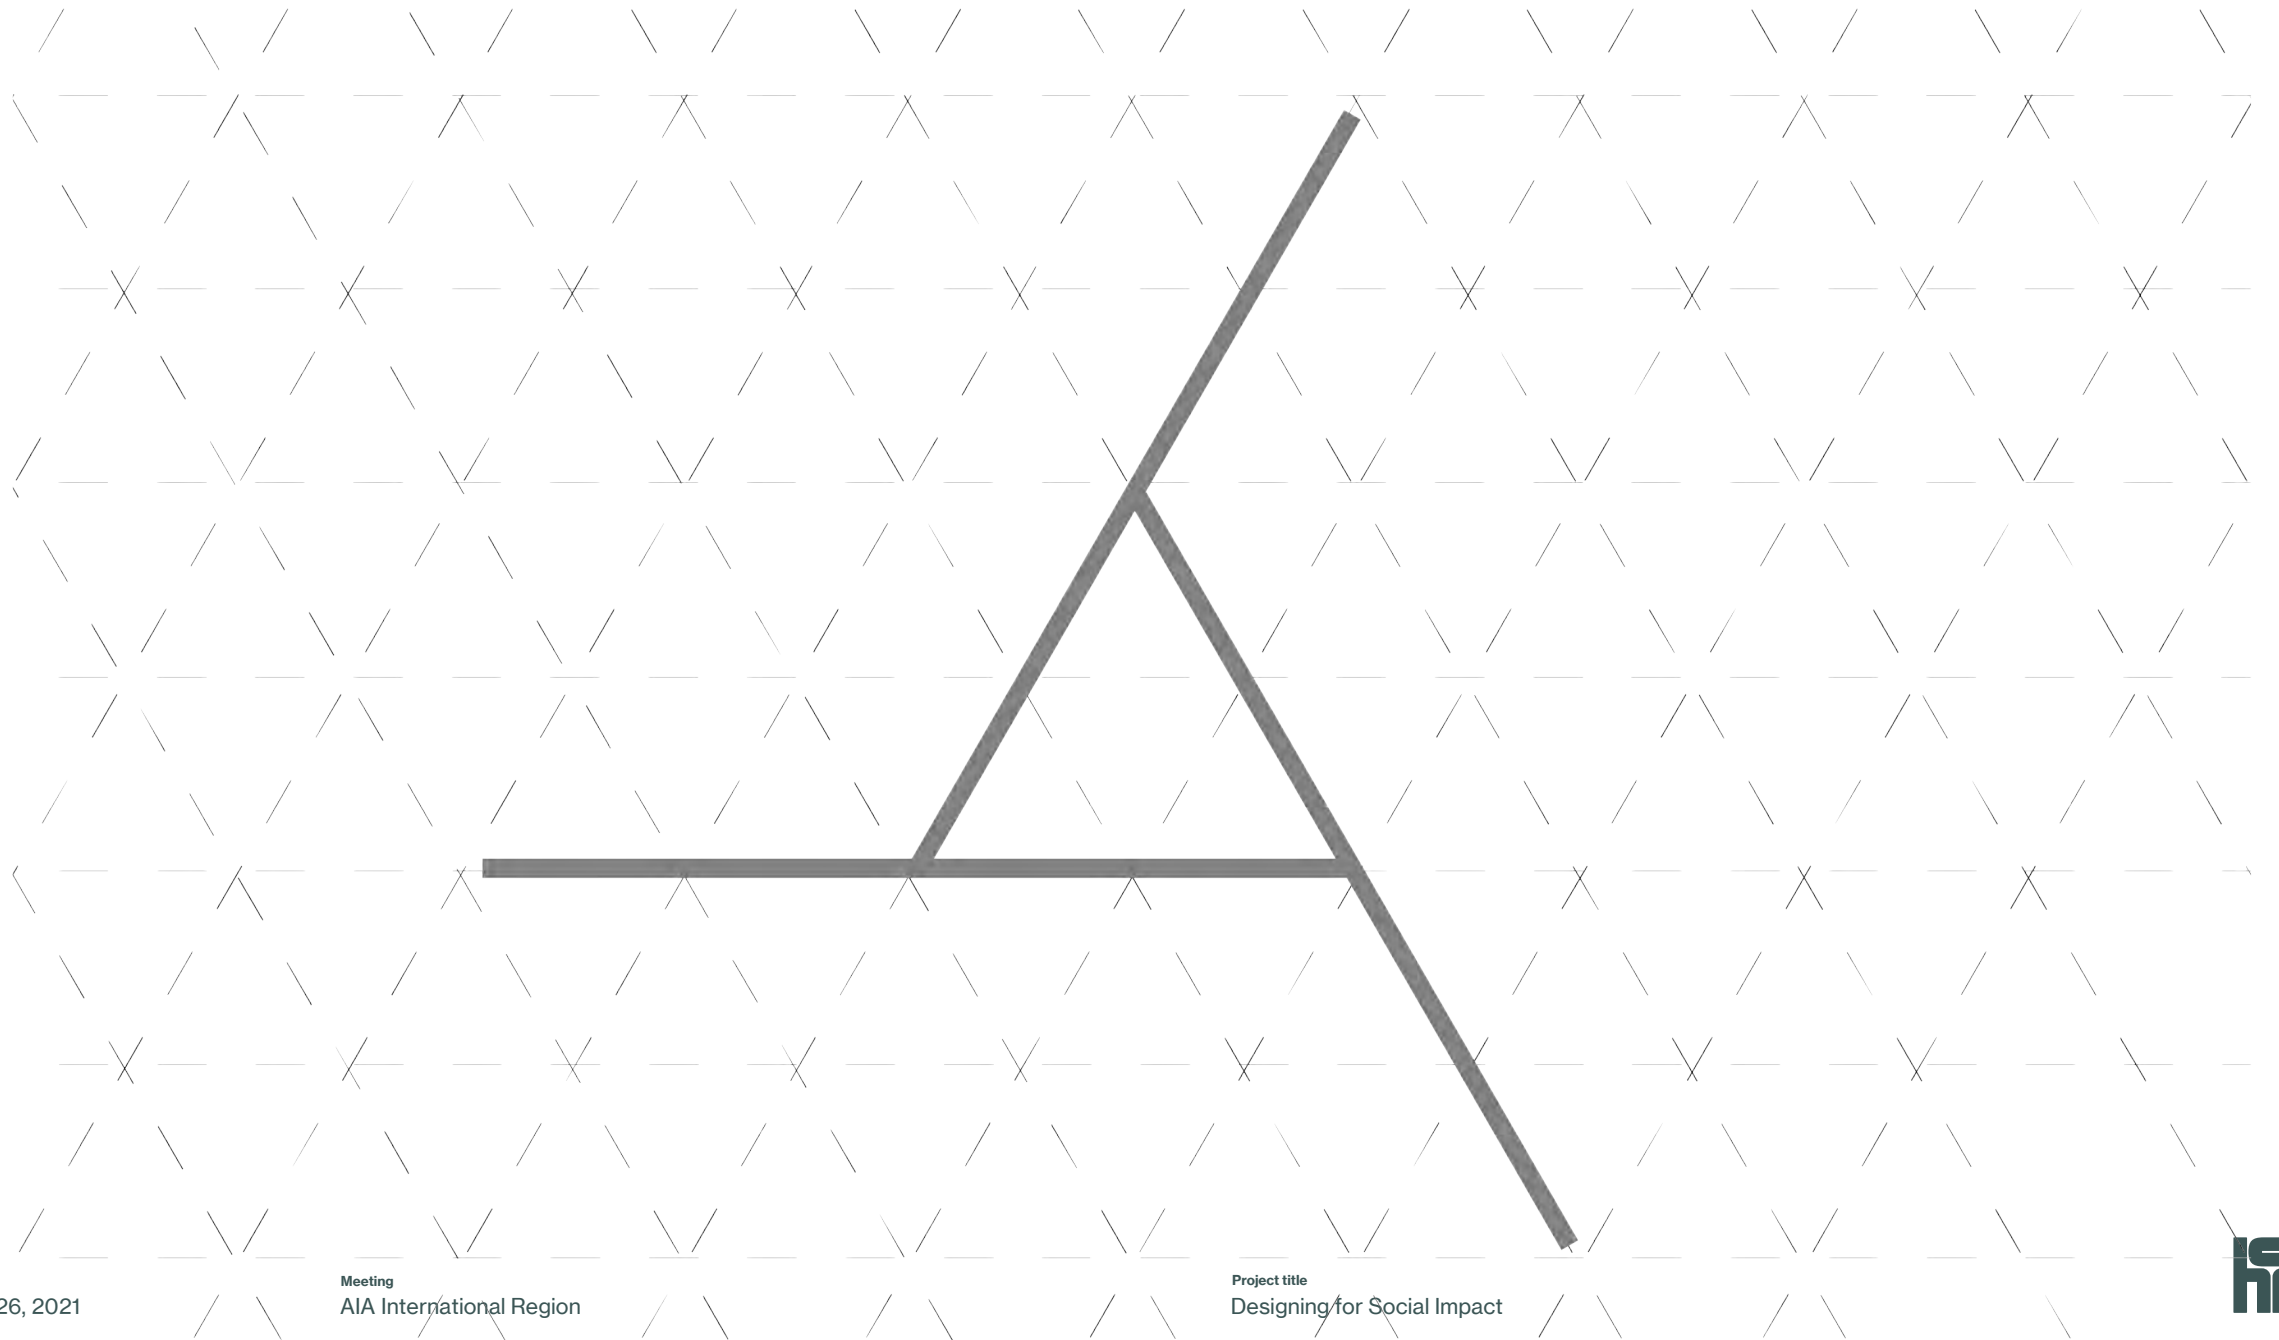 Meeting
Project title
26, 2021
AIA International Region
Designing for Social Impact